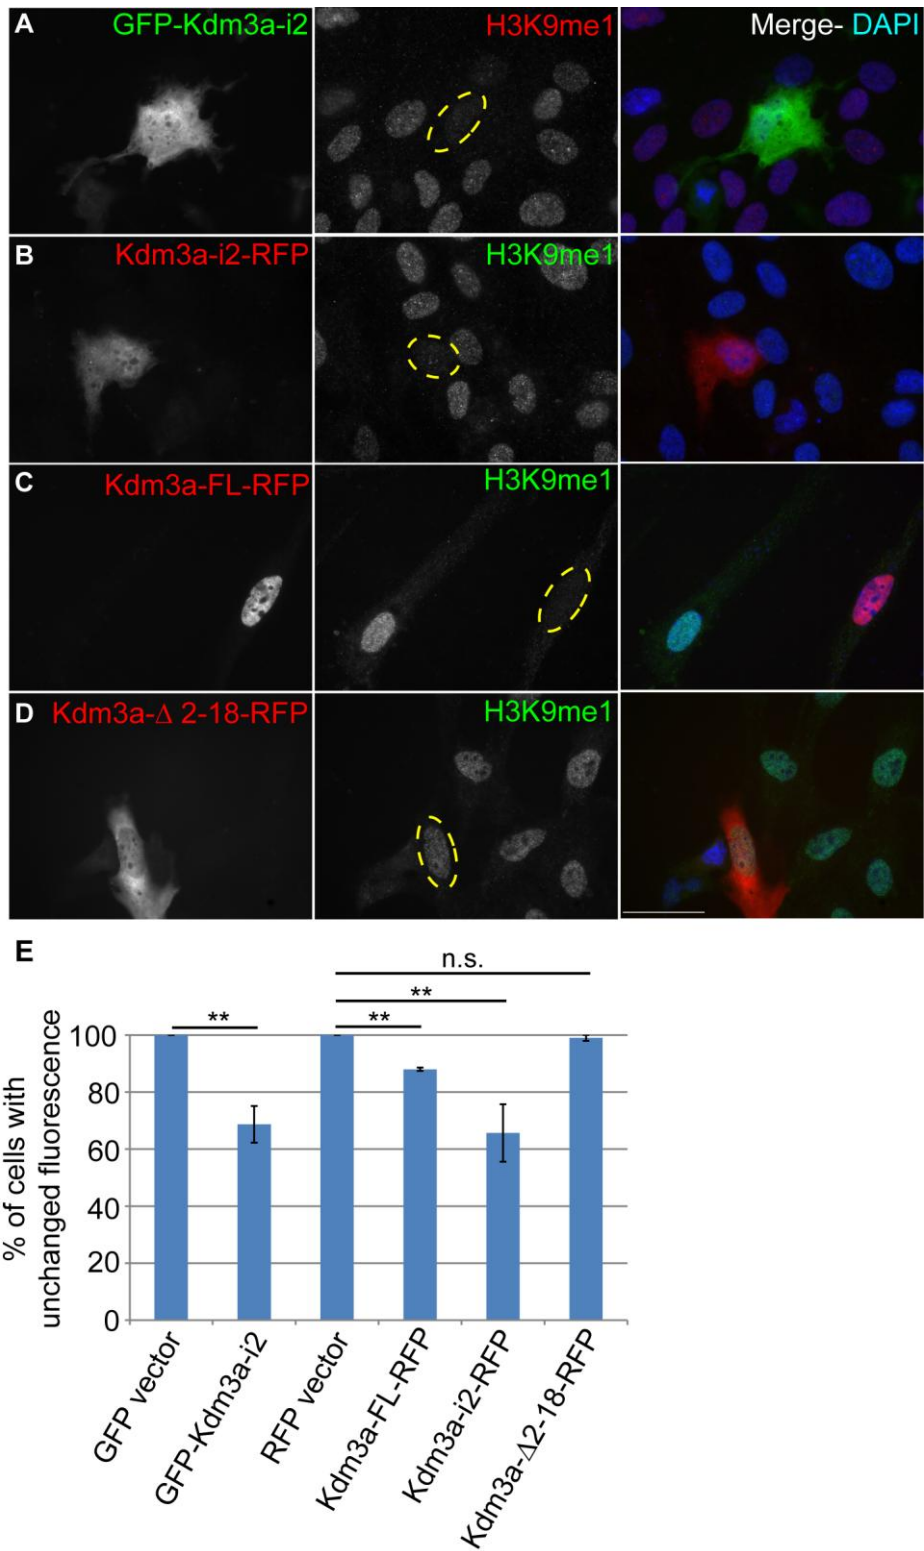 A GFP-Kdm3a-i2 H3K9me1 Merge- DAPI
B Kdm3a-i2-RFP H3K9me1
C Kdm3a-FL-RFP H3K9me1
D Kdm3a-Δ 2-18-RFP H3K9me1
E
n.s.
**
** **
% of cells with
unchanged fluorescence
100
80
60
40
20
0
GFP vector
GFP-Kdm3a-i2
RFP vector
Kdm3a-FL-RFP
Kdm3a-i2-RFP
Kdm3a-Δ2-18-RFP